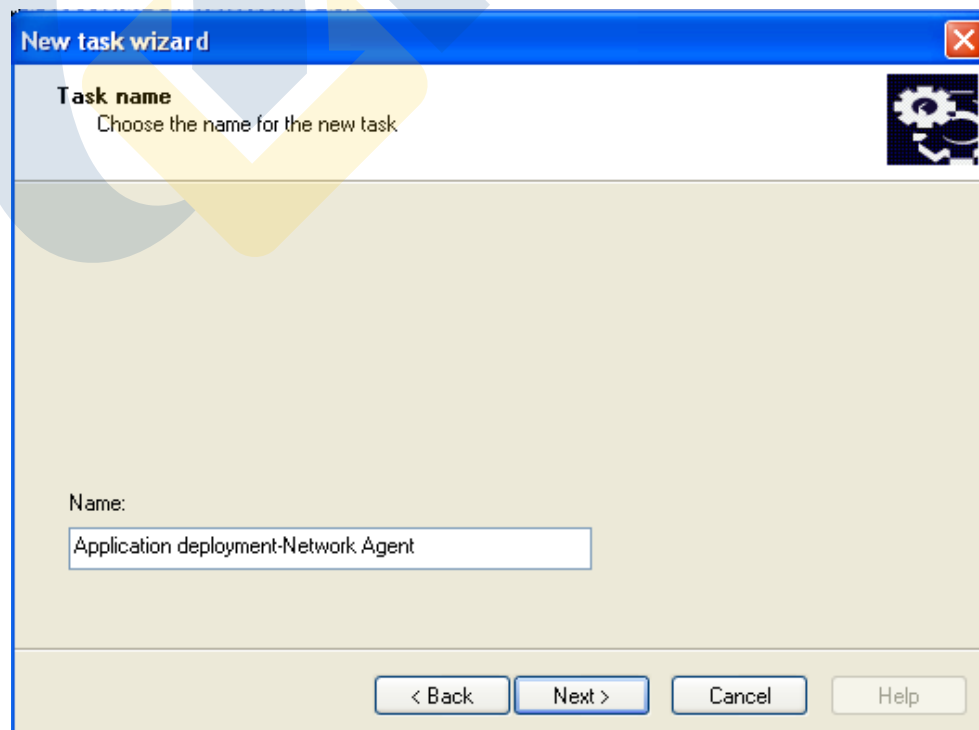 New task wizard
Task name
Choose the name for the new task
Name:
Application deployment-Network Agent
< Back
Next >
Cancel
Help